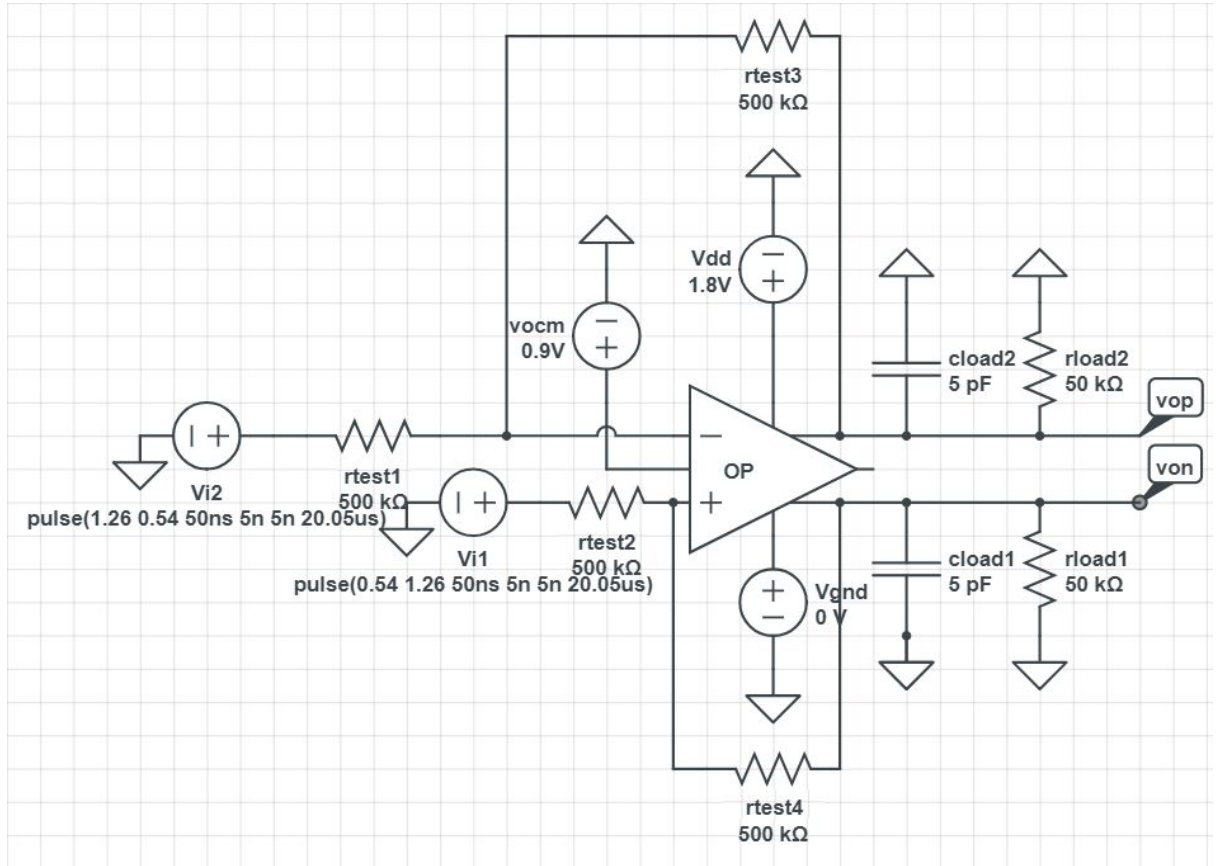 rtest3
500 kΩ
Vdd
1.8V
vocm
0.9V
cload2
5 pF
rload2
50 kΩ
vop
rtest1
500 kΩ
Vi2
pulse(1.26 0.54 50ns 5n 5n 20.05us)
OP
von
rtest2
500 kΩ
Vi1
pulse(0.54 1.26 50ns 5n 5n 20.05us)
Vgnd
0 V
cload1
5 pF
rload1
50 kΩ
rtest4
500 kΩ